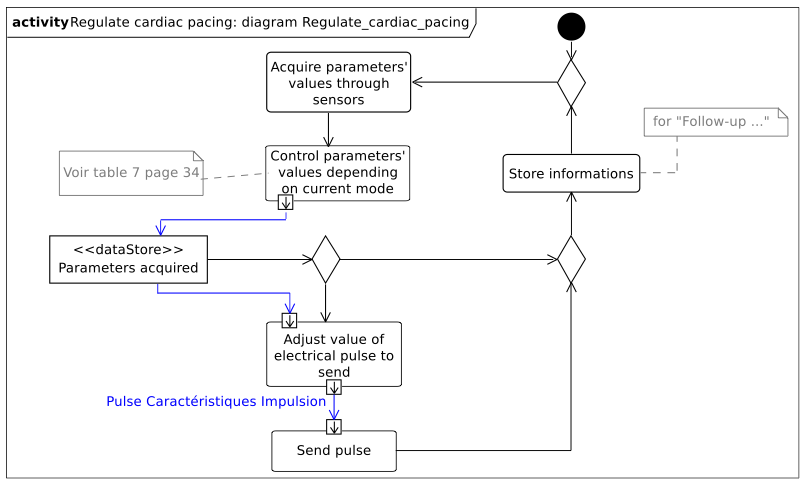 activityRegulate cardiac pacing: diagram Regulate_cardiac_pacing
Acquire parameters'
values through
sensors
for "Follow-up ..."
Control parameters'
values depending
on current mode
Voir table 7 page 34
Store informations
<<dataStore>>
Parameters acquired
Adjust value of
electrical pulse to
send
Pulse Caractéristiques Impulsion
Send pulse